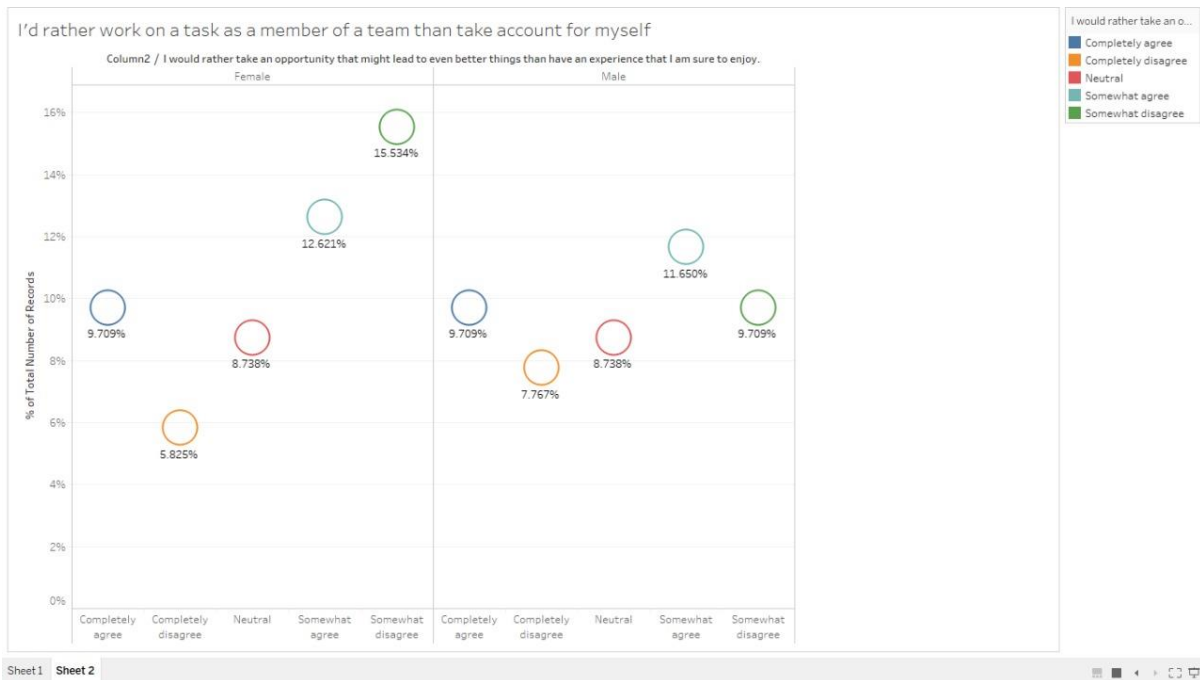 I'd rather work on a task as a member of a team than take account for myself
Column2 / I would rather take an opportunity that might lead to even better things than have an experience that I am sure to enjoy.
Female
Male
% of Total Number of Records
16%
14%
12%
10%
8%
6%
4%
2%
0%
9.709%
5.825%
8.738%
12.621%
15.534%
9.709%
7.767%
8.738%
11.650%
9.709%
Completely
agree
Completely
disagree
Neutral
Somewhat
agree
Somewhat
disagree
Completely
agree
Completely
disagree
Neutral
Somewhat
agree
Somewhat
disagree
I would rather take an o...
Completely agree
Completely disagree
Neutral
Somewhat agree
Somewhat disagree
Sheet 1 Sheet 2